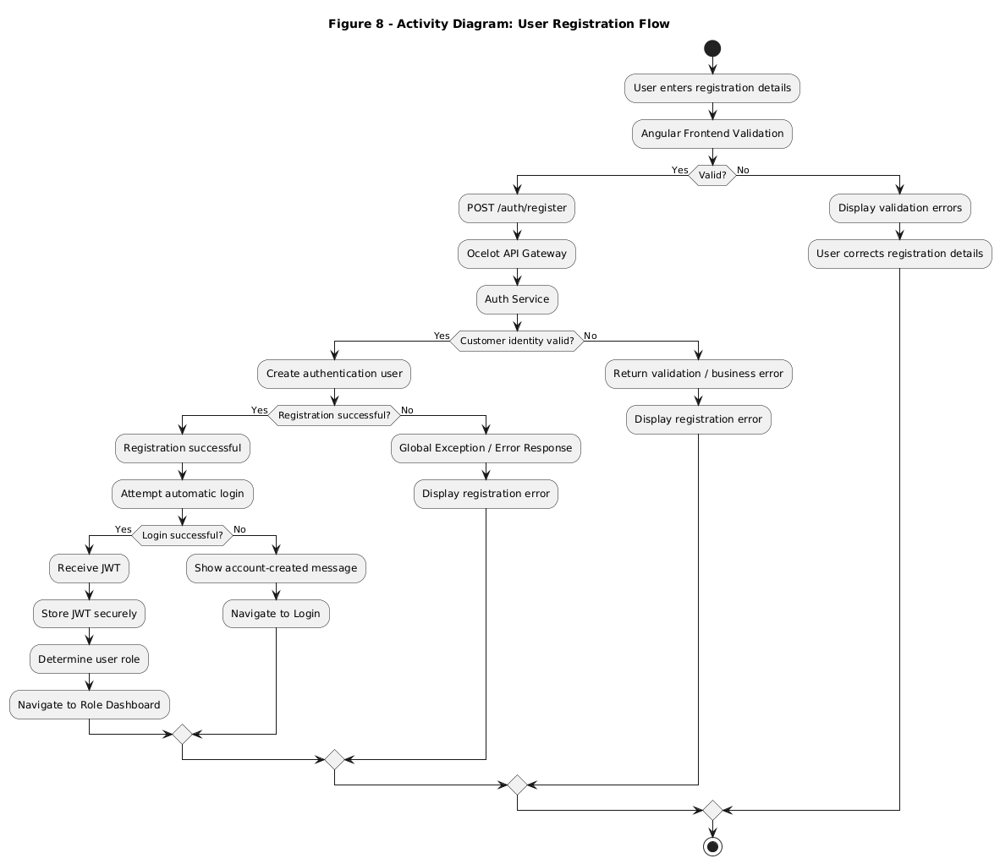 Figure 8 - Activity Diagram: User Registration Flow
User enters registration details
Angular Frontend Validation
Yes
Valid?
No
POST /auth/register
Display validation errors
Ocelot API Gateway
User corrects registration details
Auth Service
Yes
Customer identity valid?
No
Create authentication user
Return validation / business error
Yes
Registration successful?
No
Display registration error
Registration successful
Global Exception / Error Response
Attempt automatic login
Display registration error
Yes
Login successful?
No
Receive JWT
Show account-created message
Store JWT securely
Navigate to Login
Determine user role
Navigate to Role Dashboard